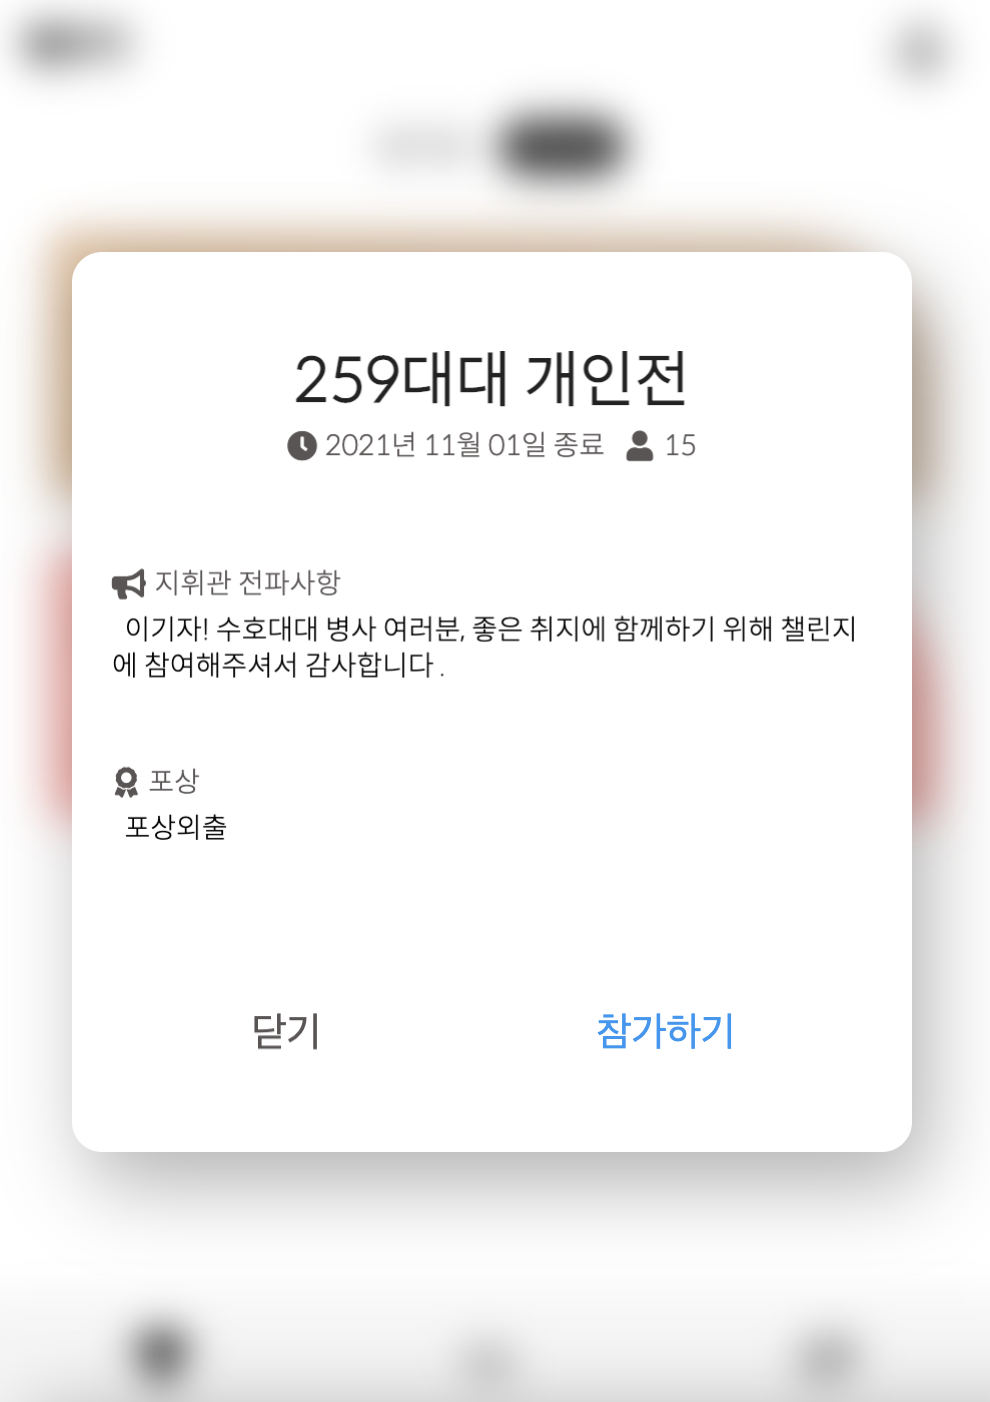 259대대 개인전
2021년 11월 01일 종료 15
지휘관 전파사항
이기자! 수호대대 병사 여러분, 좋은 취지에 함께하기 위해 챌린지
에 참여해주셔서 감사합니다 .
포상
포상외출
닫기 참가하기